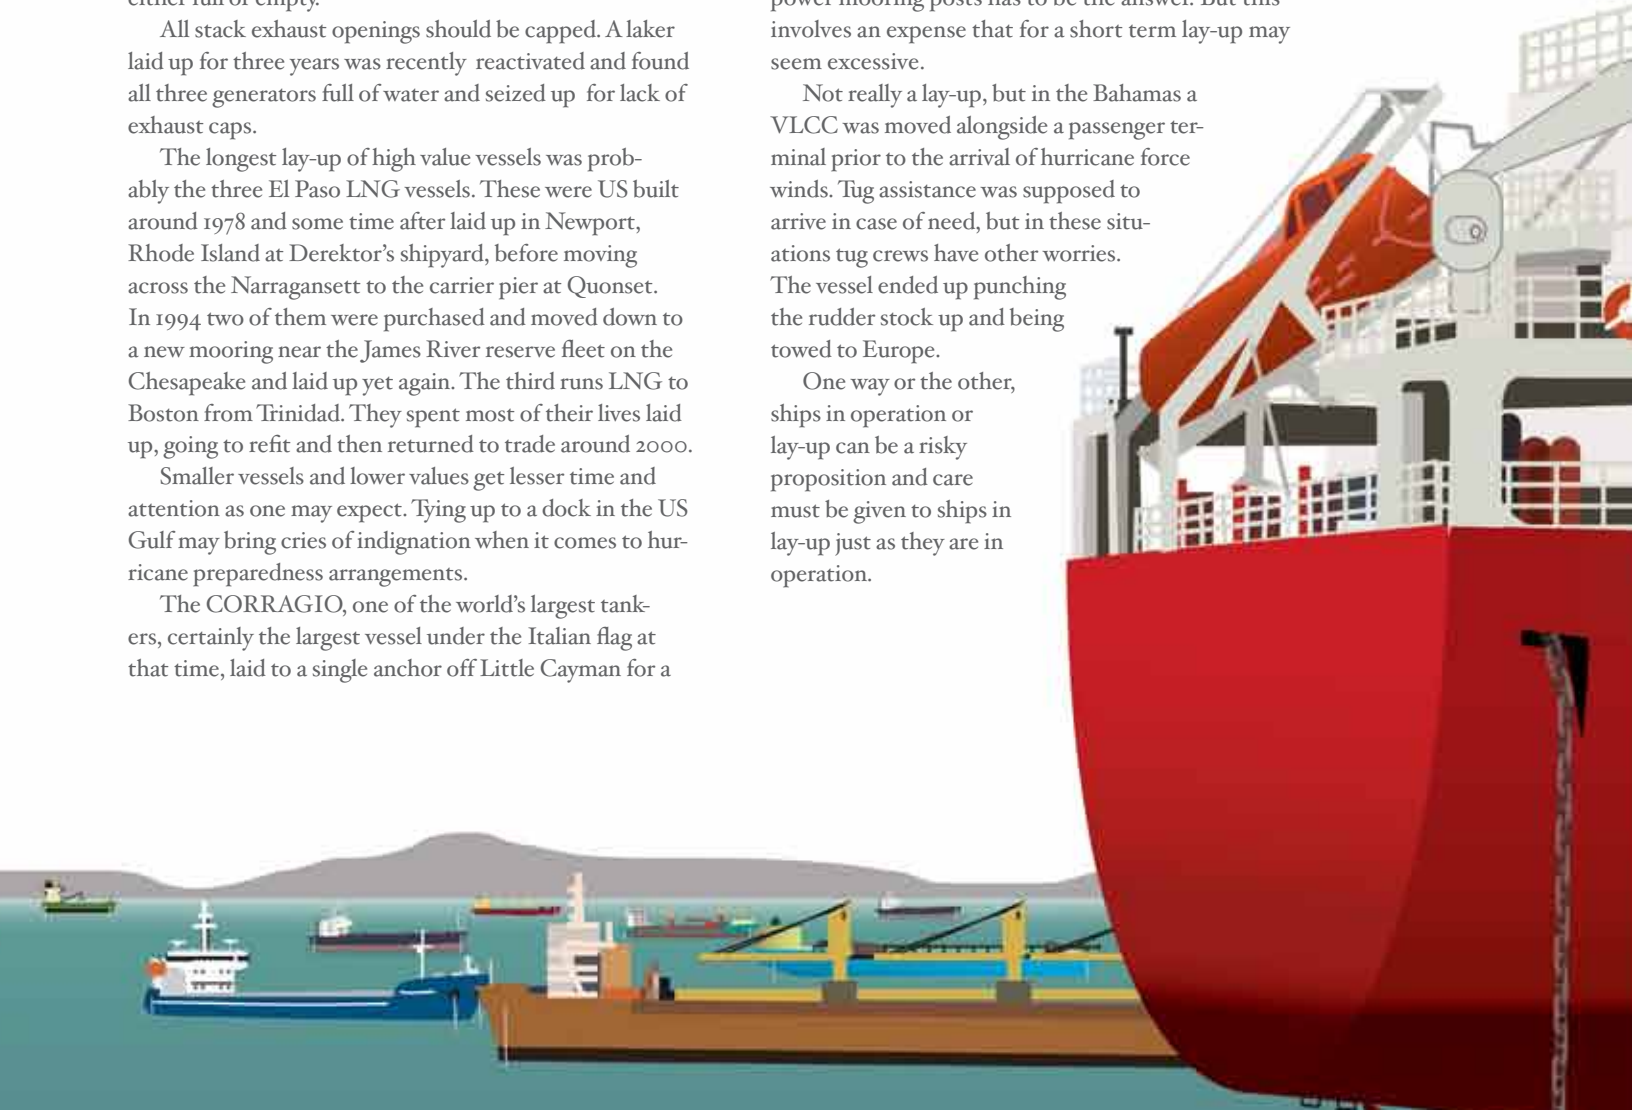 either full or empty.
All stack exhaust openings should be capped. A laker
laid up for three years was recently reactivated and found
all three generators full of water and seized up for lack of
exhaust caps.
The longest lay-up of high value vessels was prob-
ably the three El Paso LNG vessels. These were US built
around 1978 and some time after laid up in Newport,
Rhode Island at Derektor's shipyard, before moving
across the Narragansett to the carrier pier at Quonset.
In 1994 two of them were purchased and moved down to
a new mooring near the James River reserve fleet on the
Chesapeake and laid up yet again. The third runs LNG to
Boston from Trinidad. They spent most of their lives laid
up, going to refit and then returned to trade around 2000.
Smaller vessels and lower values get lesser time and
attention as one may expect. Tying up to a dock in the US
Gulf may bring cries of indignation when it comes to hur-
ricane preparedness arrangements.
The CORRAGIO, one of the world's largest tank-
ers, certainly the largest vessel under the Italian flag at
that time, laid to a single anchor off Little Cayman for a
power mooring posts has to be the answer. But this
involves an expense that for a short term lay-up may
seem excessive.
Not really a lay-up, but in the Bahamas a
VLCC was moved alongside a passenger ter-
minal prior to the arrival of hurricane force
winds. Tug assistance was supposed to
arrive in case of need, but in these situ-
ations tug crews have other worries.
The vessel ended up punching
the rudder stock up and being
towed to Europe.
One way or the other,
ships in operation or
lay-up can be a risky
proposition and care
must be given to ships in
lay-up just as they are in
operation.